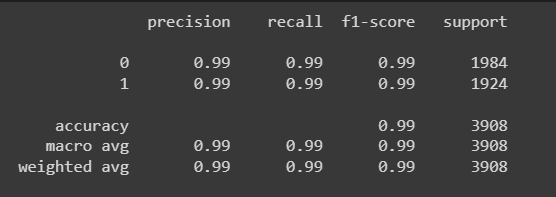 precision recall f1-score support
0 0.99 0.99 0.99 1984
1 0.99 0.99 0.99 1924
accuracy 0.99 3908
macro avg 0.99 0.99 0.99 3908
weighted avg 0.99 0.99 0.99 3908